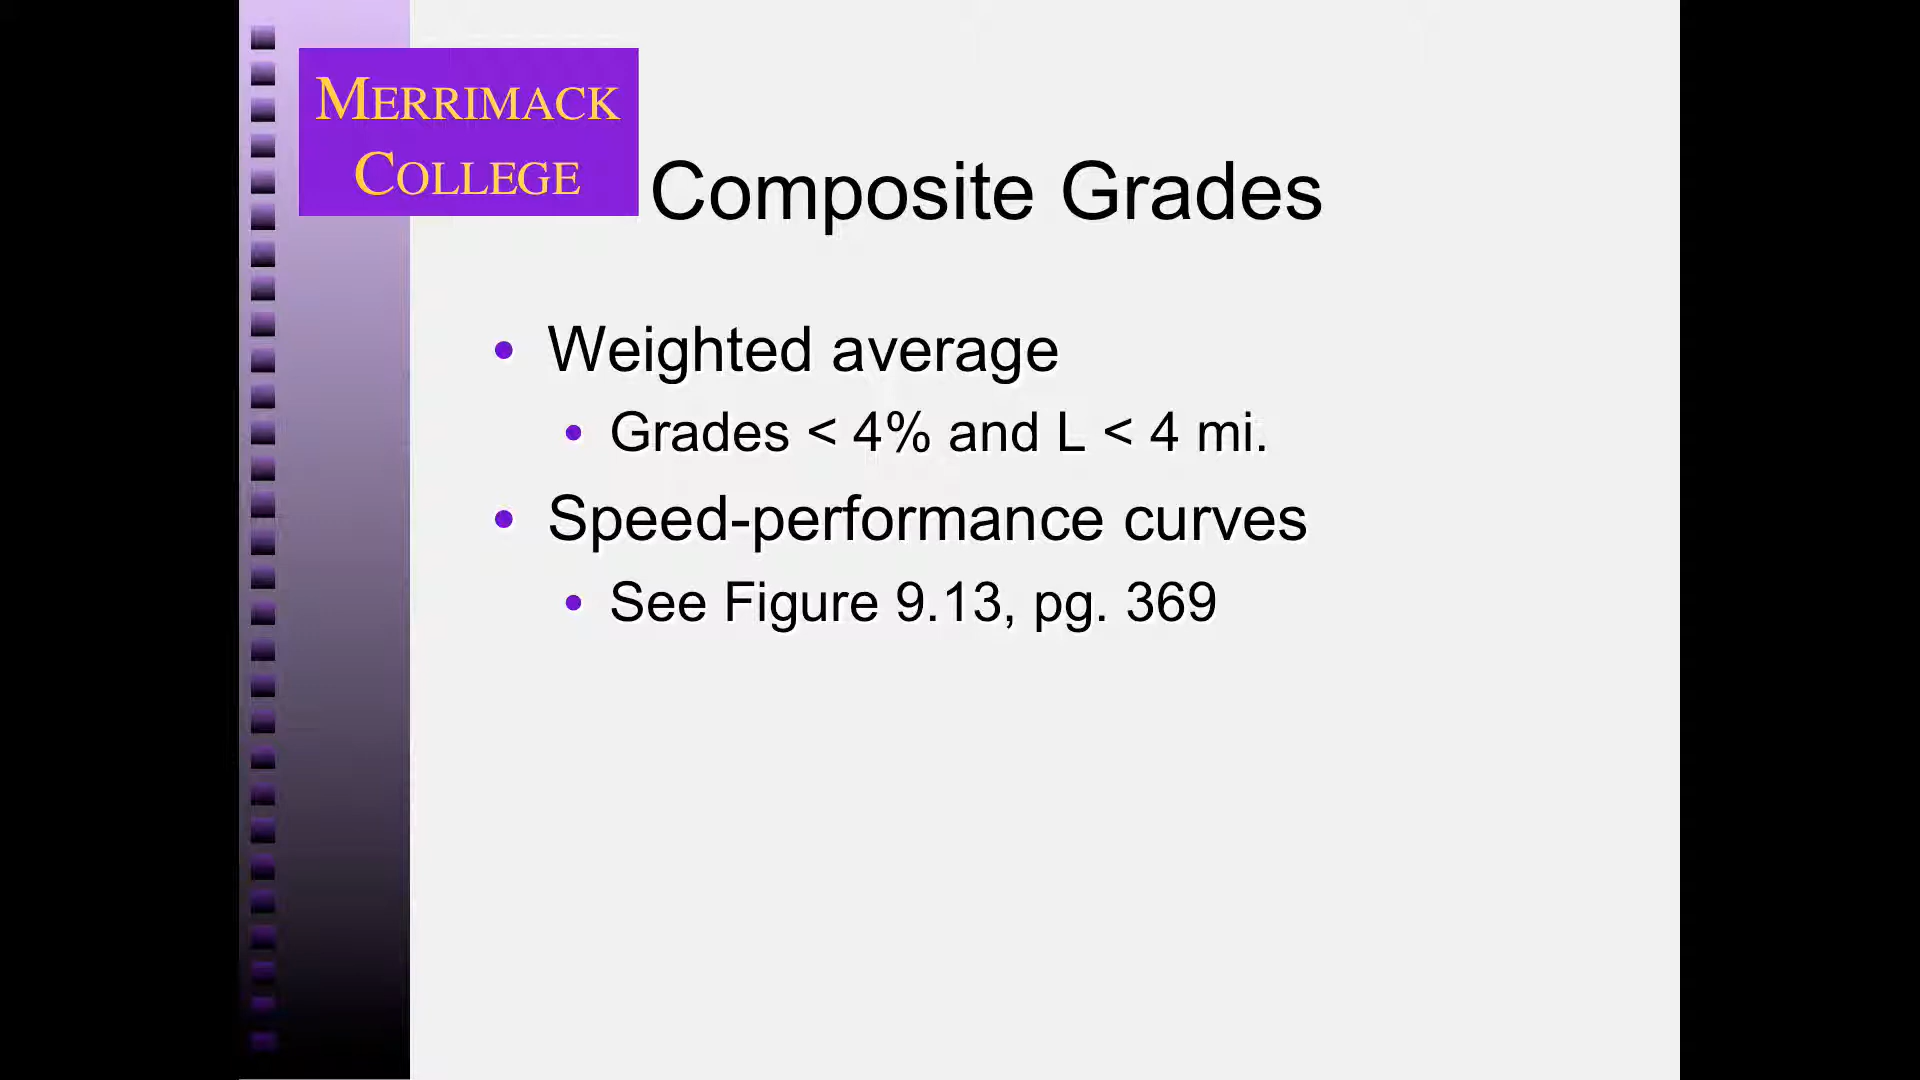 MERRIMACK
COLLEGE
Composite Grades
• Weighted average
• Grades < 4% and L < 4 mi.
• Speed-performance curves
• See Figure 9.13, pg. 369